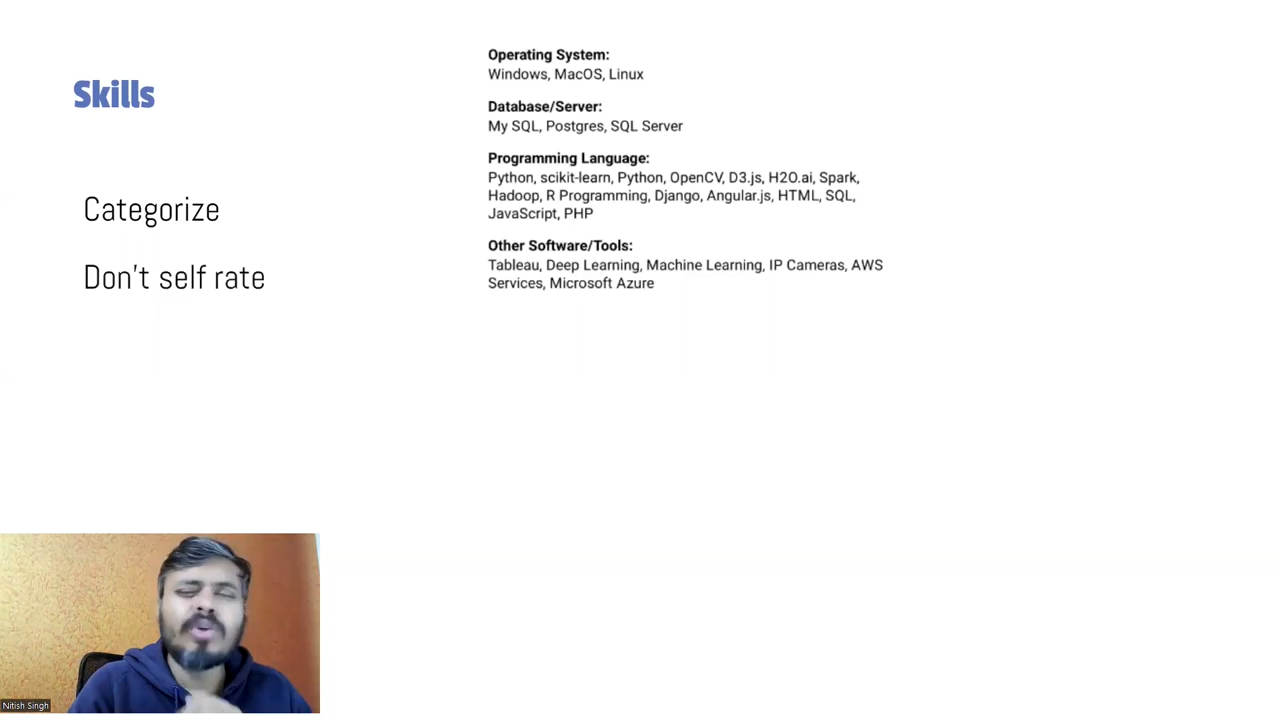 Skills
Categorize
Don't self rate
Operating System:
Windows, MacOS, Linux
Database/Server:
My SQL, Postgres, SQL Server
Programming Language:
Python, scikit-learn, Python, OpenCV, D3.js, H2O.ai, Spark,
Hadoop, R Programming, Django, Angular.js, HTML, SQL,
JavaScript, PHP
Other Software/Tools:
Tableau, Deep Learning, Machine Learning, IP Cameras, AWS
Services, Microsoft Azure
Nitish Singh